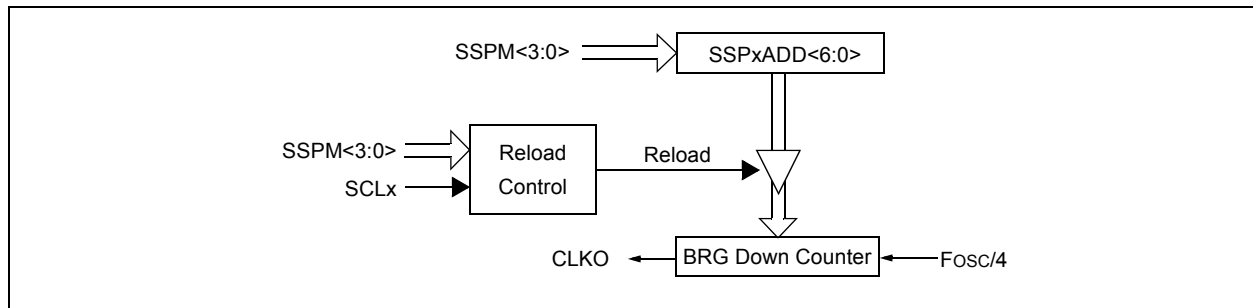 SSPM<3:0>
SSPxADD<6:0>
SSPM<3:0>
SCLx
Reload
Control
Reload
CLKO
BRG Down Counter
FOSC/4